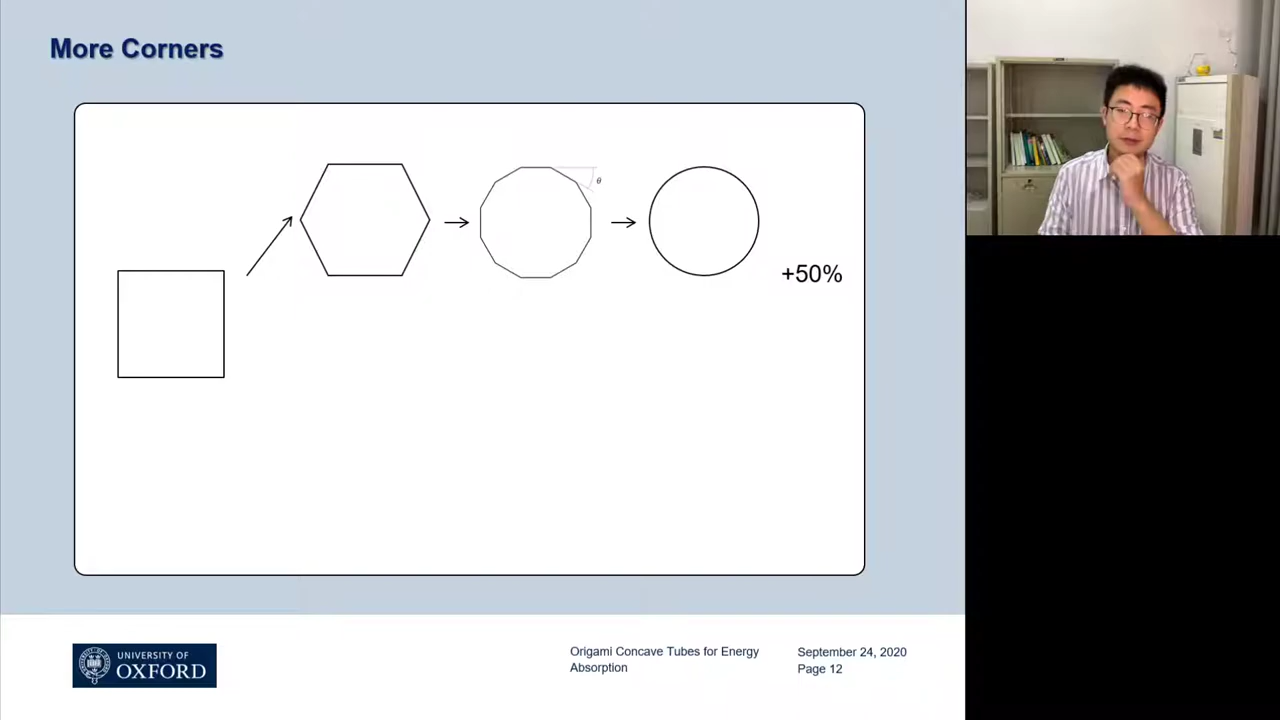 More Corners
θ
+50%
UNIVERSITY OF
OXFORD
Origami Concave Tubes for Energy
Absorption
September 24, 2020
Page 12